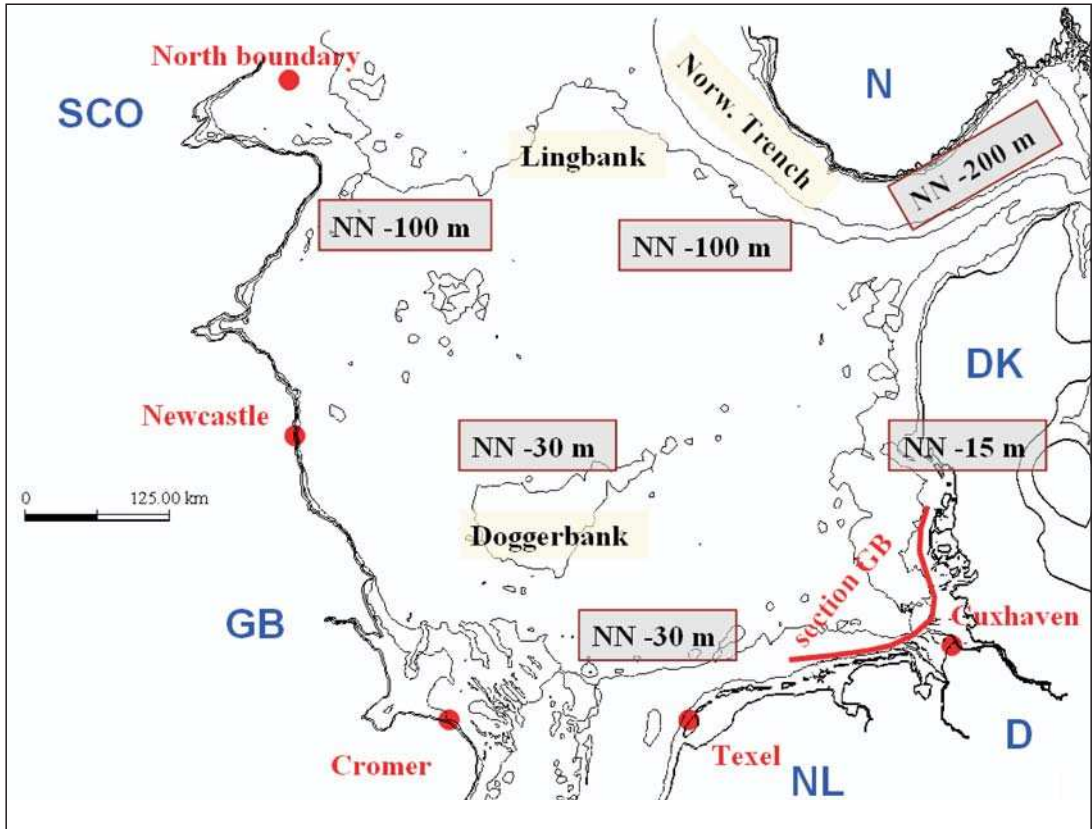 North boundary
SCO
N
Norw. Trench
Lingbank
NN -200 m
NN -100 m
NN -100 m
DK
Newcastle
NN -30 m
NN -15 m
0 125.00 km
Doggerbank
section GB
GB
NN -30 m
Cuxhaven
D
Cromer
Texel
NL